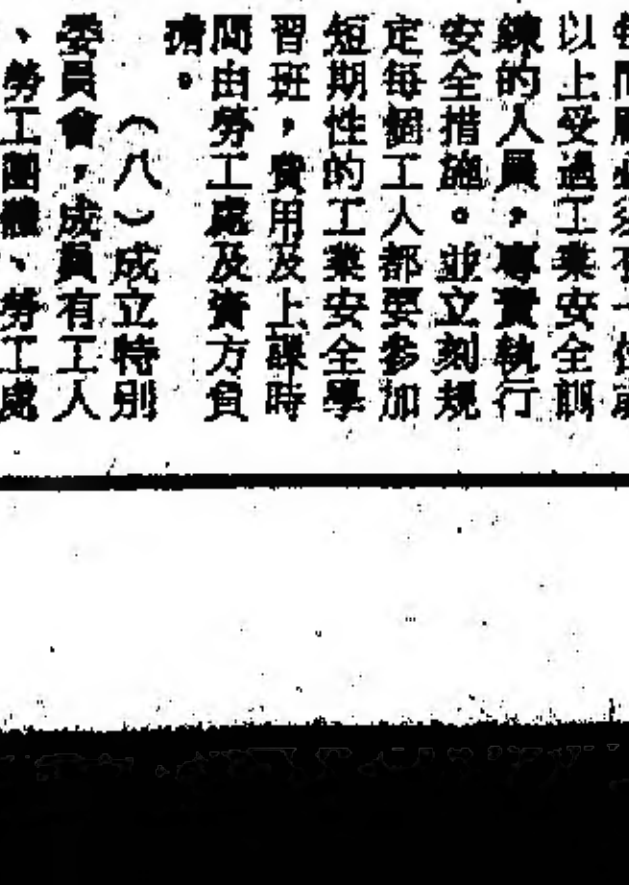 以上受過工業安全訓
練的人員，專責執行
安全措施。並立刻規
定每個工人都要參加
短期性的工業安全學
習班，費用及上課時
間由勞工處及資方負
擔。
（八）成立特別
委員會，成員有工人
、勞工團體、勞工處